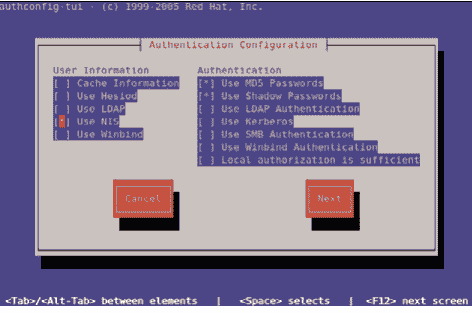 authconfig-tui - (c) 1999-2005 Red Hat, Inc.
Authentication Configuration
User Information
[ ] Cache Information
[ ] Use Hesiod
[ ] Use LDAP
[*] Use NIS
[ ] Use Winbind
Authentication
[*] Use MD5 Passwords
[*] Use Shadow Passwords
[ ] Use LDAP Authentication
[ ] Use Kerberos
[ ] Use SMB Authentication
[ ] Use Winbind Authentication
[ ] Local authorization is sufficient
Cancel
Next
<Tab>/<Alt-Tab> between elements | <Space> selects | <F12> next screen